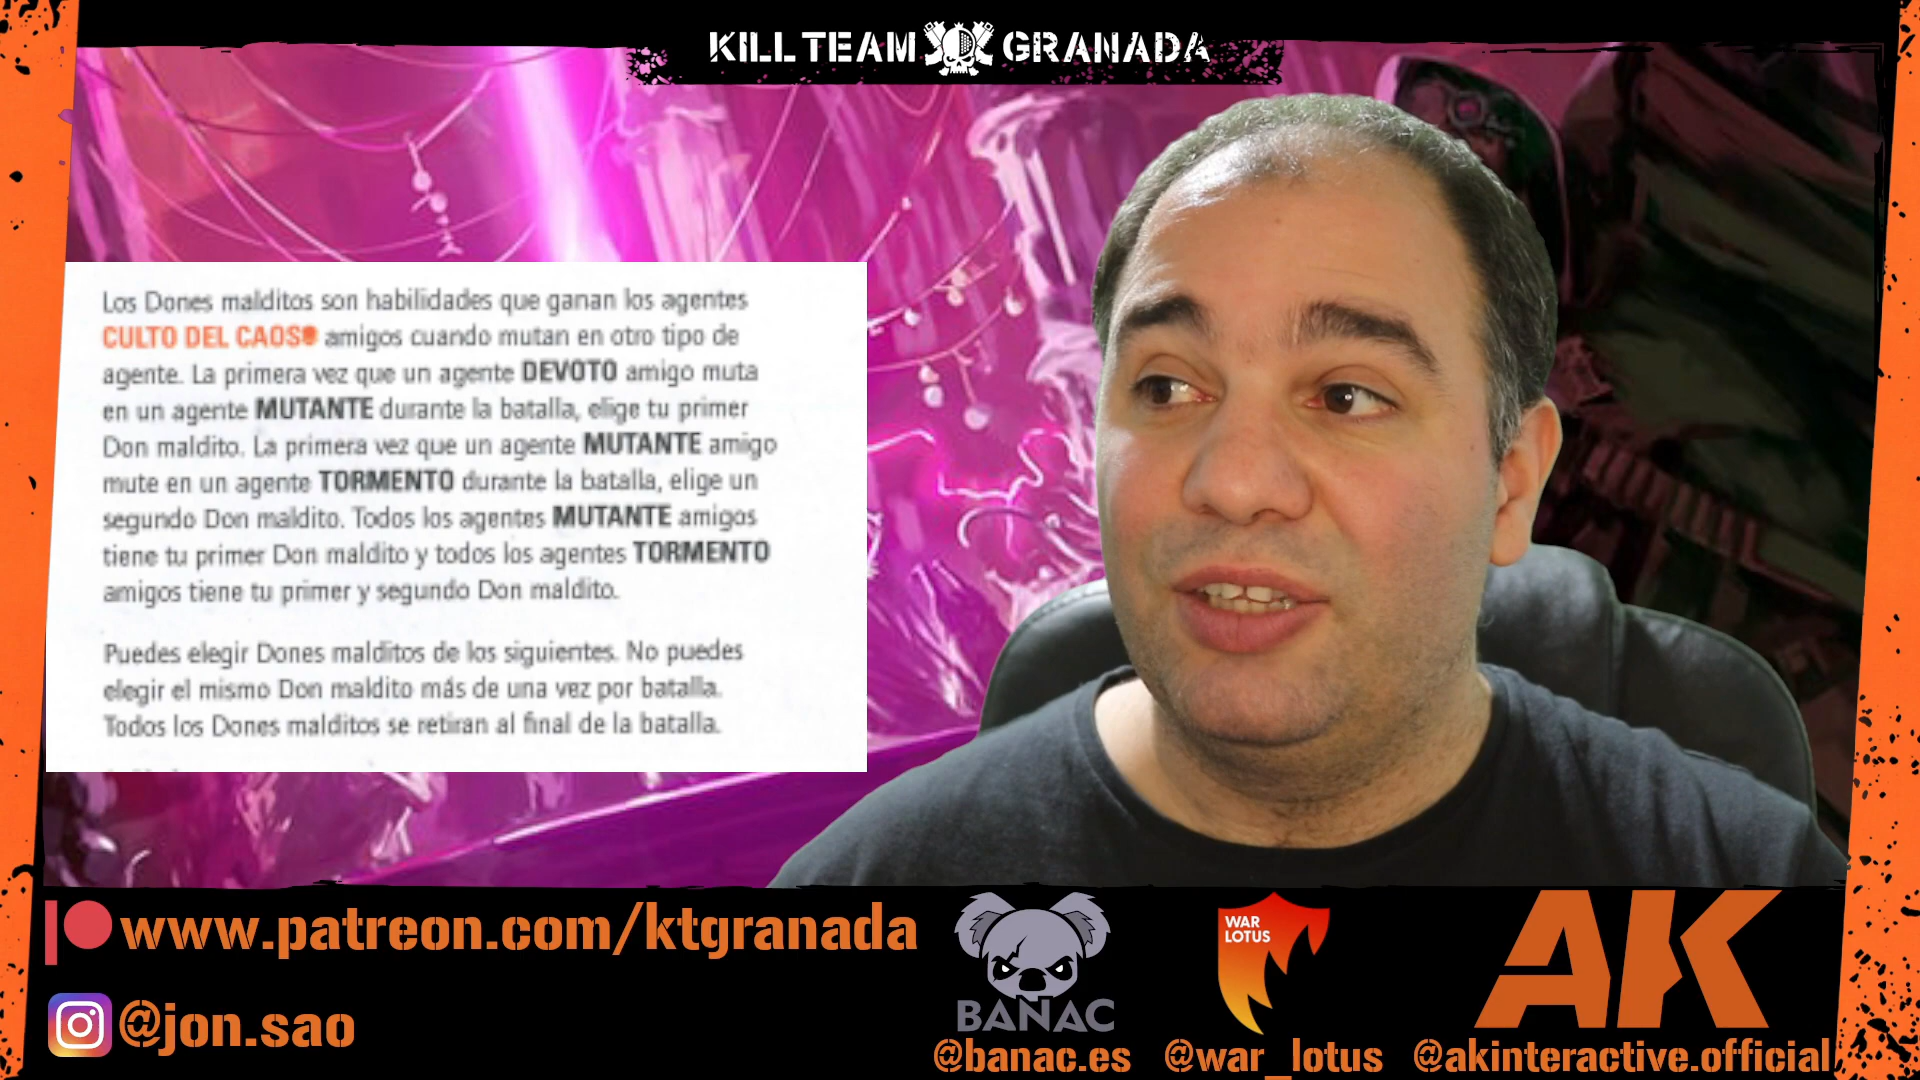 KILL TEAM GRANADA
Los Dones malditos son habilidades que ganan los agentes
CULTO DEL CAOS amigos cuando mutan en otro tipo de
agente. La primera vez que un agente DEVOTO amigo muta
en un agente MUTANTE durante la batalla, elige tu primer
Don maldito. La primera vez que un agente MUTANTE amigo
mute en un agente TORMENTO durante la batalla, elige un
segundo Don maldito. Todos los agentes MUTANTE amigos
tiene tu primer Don maldito y todos los agentes TORMENTO
amigos tiene tu primer y segundo Don maldito.
Puedes elegir Dones malditos de los siguientes. No puedes
elegir el mismo Don maldito más de una vez por batalla.
Todos los Dones malditos se retiran al final de la batalla.
www.patreon.com/ktgranada
@jon.sao
BANAC
@banac.es
WAR
LOTUS
@war_lotus
AK
@akinteractive.official